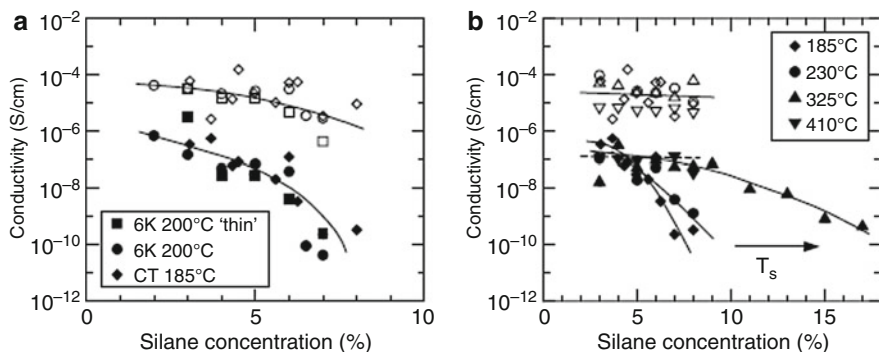 a
10⁻²
10⁻⁴
10⁻⁶
10⁻⁸
10⁻¹⁰
10⁻¹²
Conductivity (S/cm)
6K 200°C 'thin'
6K 200°C
CT 185°C
0
5
10
Silane concentration (%)
b
10⁻²
10⁻⁴
10⁻⁶
10⁻⁸
10⁻¹⁰
10⁻¹²
Conductivity (S/cm)
185°C
230°C
325°C
410°C
Tₛ
0
5
10
15
Silane concentration (%)